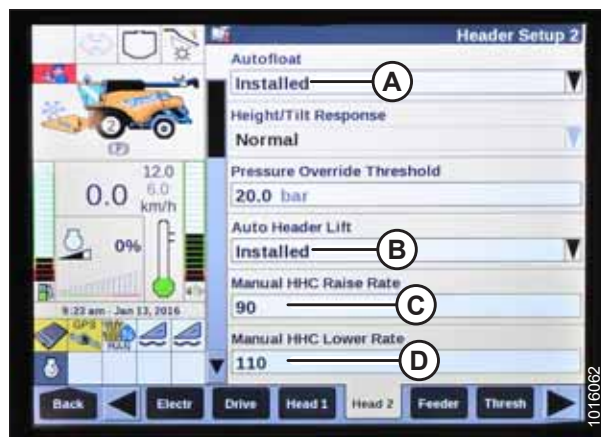 Header Setup 2
Autofloat
Installed
A
Height/Tilt Response
Normal
Pressure Override Threshold
20.0 bar
Auto Header Lift
Installed
B
Manual HHC Raise Rate
90
C
Manual HHC Lower Rate
110
D
2
(P)
12.0
6.0
0.0 km/h
0%
9:23 am - Jan 13, 2016
GPS
MAN
Back
Electr
Drive
Head 1
Head 2
Feeder
Thresh
1016062